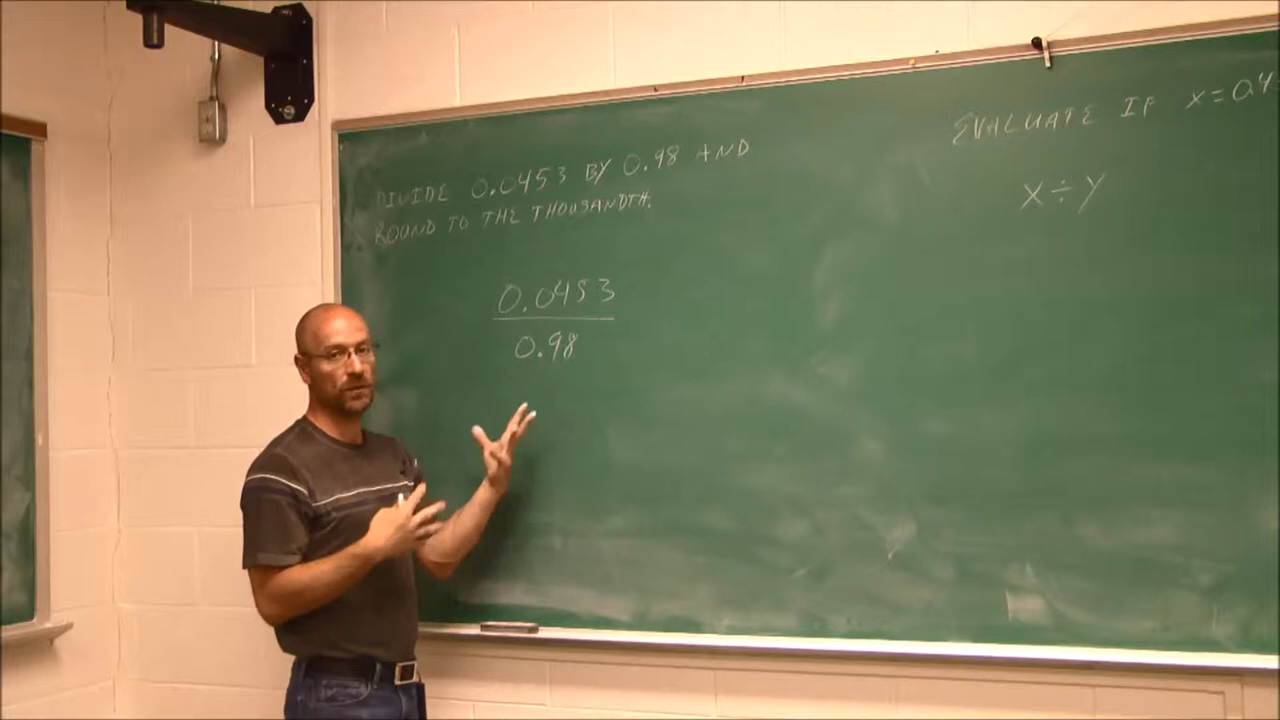 DIVIDE 0.0453 BY 0.98 AND
ROUND TO THE THOUSANDTH.
0.0453
0.98
EVALUATE IF X=0.4
X÷Y